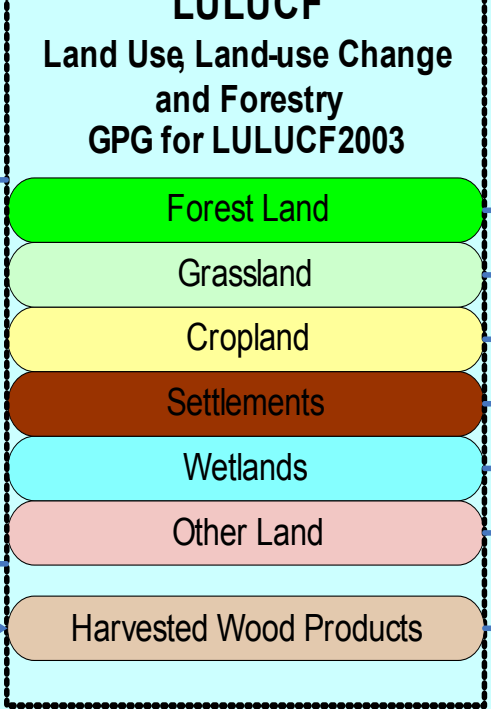 LULUCF
Land Use, Land-use Change
and Forestry
GPG for LULUCF2003
Forest Land
Grassland
Cropland
Settlements
Wetlands
Other Land
Harvested Wood Products